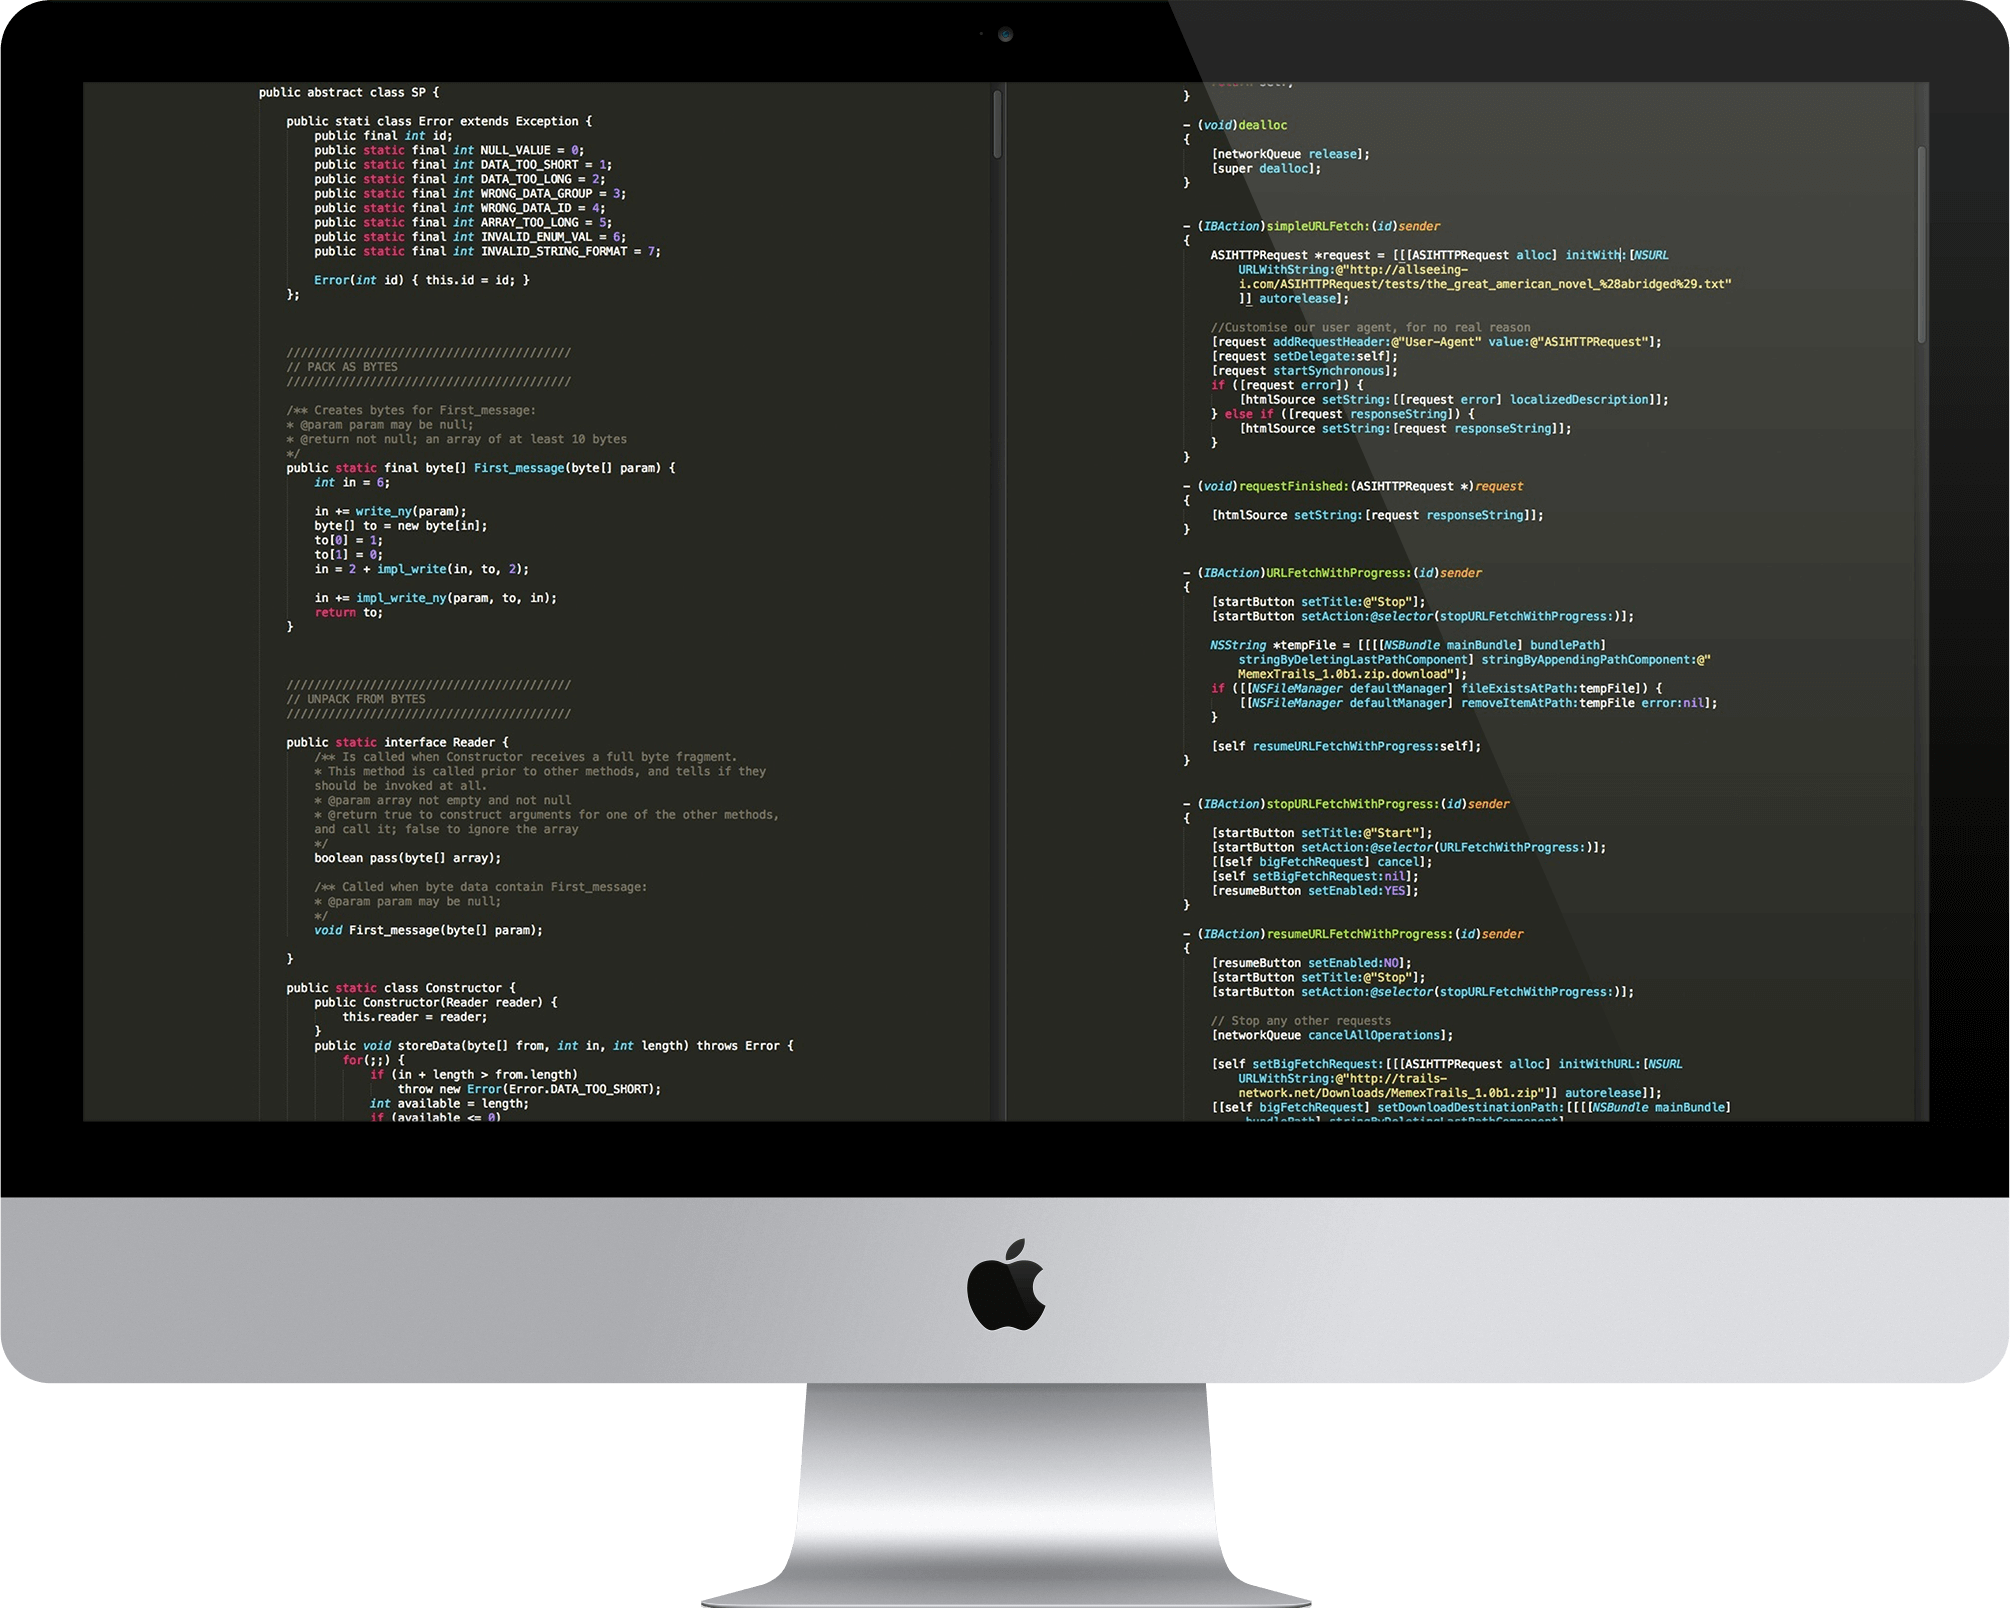 public abstract class SP {
public stati class Error extends Exception {
public final int id;
public static final int NULL_VALUE = 0;
public static final int DATA_TOO_SHORT = 1;
public static final int DATA_TOO_LONG = 2;
public static final int WRONG_DATA_GROUP = 3;
public static final int WRONG_DATA_ID = 4;
public static final int ARRAY_TOO_LONG = 5;
public static final int INVALID_ENUM_VAL = 6;
public static final int INVALID_STRING_FORMAT = 7;
Error(int id) { this.id = id; }
};
/////////////////////////////////////////
// PACK AS BYTES
/////////////////////////////////////////
/** Creates bytes for First_message:
* @param param may be null;
* @return not null; an array of at least 10 bytes
*/
public static final byte[] First_message(byte[] param) {
int in = 6;
in += write_ny(param);
byte[] to = new byte[in];
to[0] = 1;
to[1] = 0;
in = 2 + impl_write(in, to, 2);
in += impl_write_ny(param, to, in);
return to;
}
/////////////////////////////////////////
// UNPACK FROM BYTES
/////////////////////////////////////////
public static interface Reader {
/** Is called when Constructor receives a full byte fragment.
* This method is called prior to other methods, and tells if they
should be invoked at all.
* @param array not empty and not null
* @return true to construct arguments for one of the other methods,
and call it; false to ignore the array
*/
boolean pass(byte[] array);
/** Called when byte data contain First_message:
* @param param may be null;
*/
void First_message(byte[] param);
}
public static class Constructor {
public Constructor(Reader reader) {
this.reader = reader;
}
public void storeData(byte[] from, int in, int length) throws Error {
for(;;) {
if (in + length > from.length)
throw new Error(Error.DATA_TOO_SHORT);
int available = length;
if (available <= 0)
}
- (void)dealloc
{
[networkQueue release];
[super dealloc];
}
- (IBAction)simpleURLFetch:(id)sender
{
ASIHTTPRequest *request = [[[ASIHTTPRequest alloc] initWith:[NSURL
URLWithString:@"http://allseeing-
i.com/ASIHTTPRequest/tests/the_great_american_novel_%28abridged%29.txt"
]] autorelease];
//Customise our user agent, for no real reason
[request addRequestHeader:@"User-Agent" value:@"ASIHTTPRequest"];
[request setDelegate:self];
[request startSynchronous];
if ([request error]) {
[htmlSource setString:[[request error] localizedDescription]];
} else if ([request responseString]) {
[htmlSource setString:[request responseString]];
}
}
- (void)requestFinished:(ASIHTTPRequest *)request
{
[htmlSource setString:[request responseString]];
}
- (IBAction)URLFetchWithProgress:(id)sender
{
[startButton setTitle:@"Stop"];
[startButton setAction:@selector(stopURLFetchWithProgress:)];
NSString *tempFile = [[[[NSBundle mainBundle] bundlePath]
stringByDeletingLastPathComponent] stringByAppendingPathComponent:@"
MemexTrails_1.0b1.zip.download"];
if ([[NSFileManager defaultManager] fileExistsAtPath:tempFile]) {
[[NSFileManager defaultManager] removeItemAtPath:tempFile error:nil];
}
[self resumeURLFetchWithProgress:self];
}
- (IBAction)stopURLFetchWithProgress:(id)sender
{
[startButton setTitle:@"Start"];
[startButton setAction:@selector(URLFetchWithProgress:)];
[[self bigFetchRequest] cancel];
[self setBigFetchRequest:nil];
[resumeButton setEnabled:YES];
}
- (IBAction)resumeURLFetchWithProgress:(id)sender
{
[resumeButton setEnabled:NO];
[startButton setTitle:@"Stop"];
[startButton setAction:@selector(stopURLFetchWithProgress:)];
// Stop any other requests
[networkQueue cancelAllOperations];
[self setBigFetchRequest:[[[ASIHTTPRequest alloc] initWithURL:[NSURL
URLWithString:@"http://trails-
network.net/Downloads/MemexTrails_1.0b1.zip"]] autorelease]];
[[self bigFetchRequest] setDownloadDestinationPath:[[[[NSBundle mainBundle]